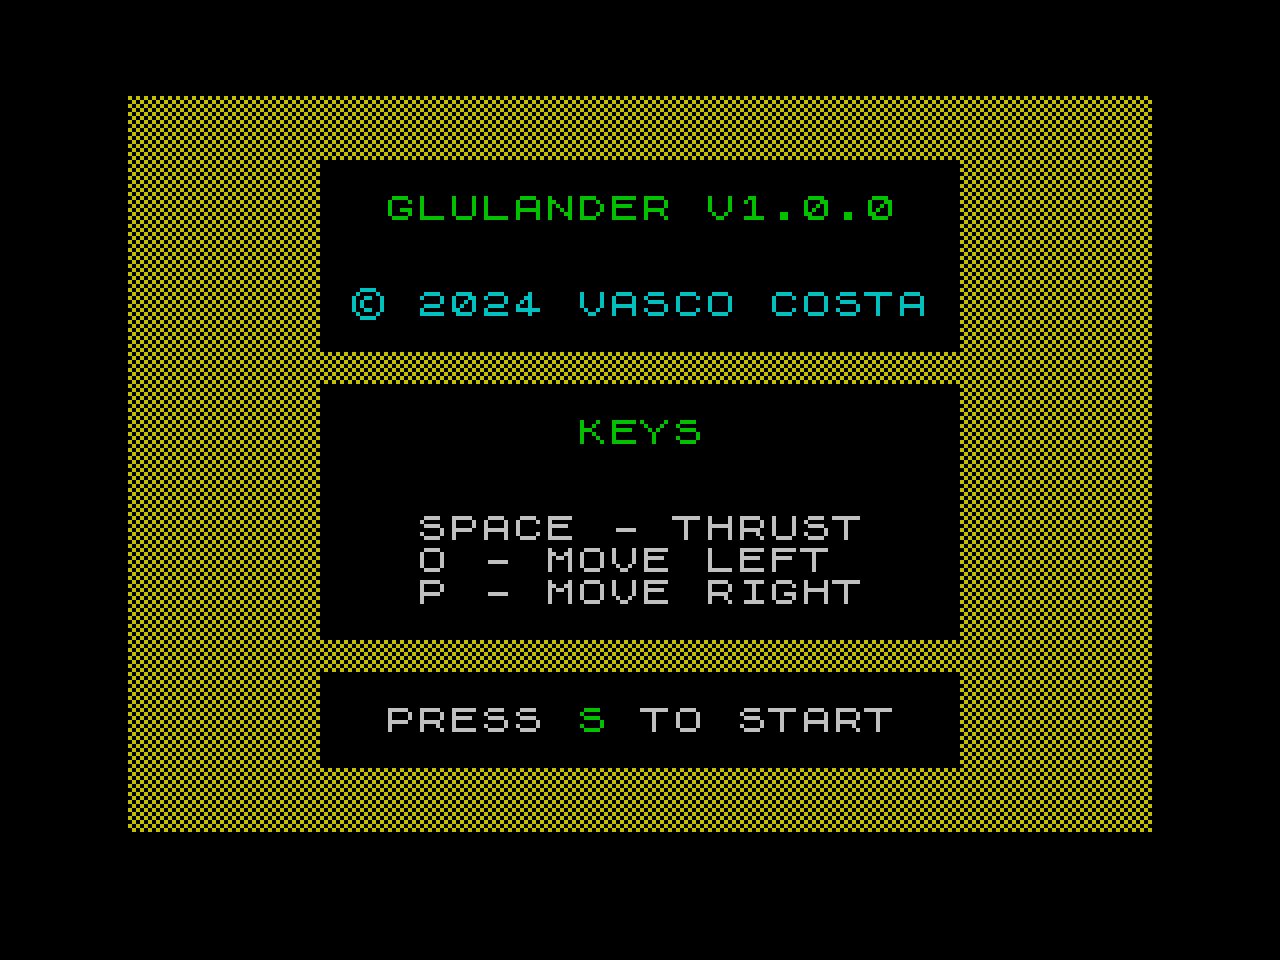 GLULANDER V1.0.0
© 2024 VASCO COSTA
KEYS
SPACE - THRUST
O - MOVE LEFT
P - MOVE RIGHT
PRESS S TO START